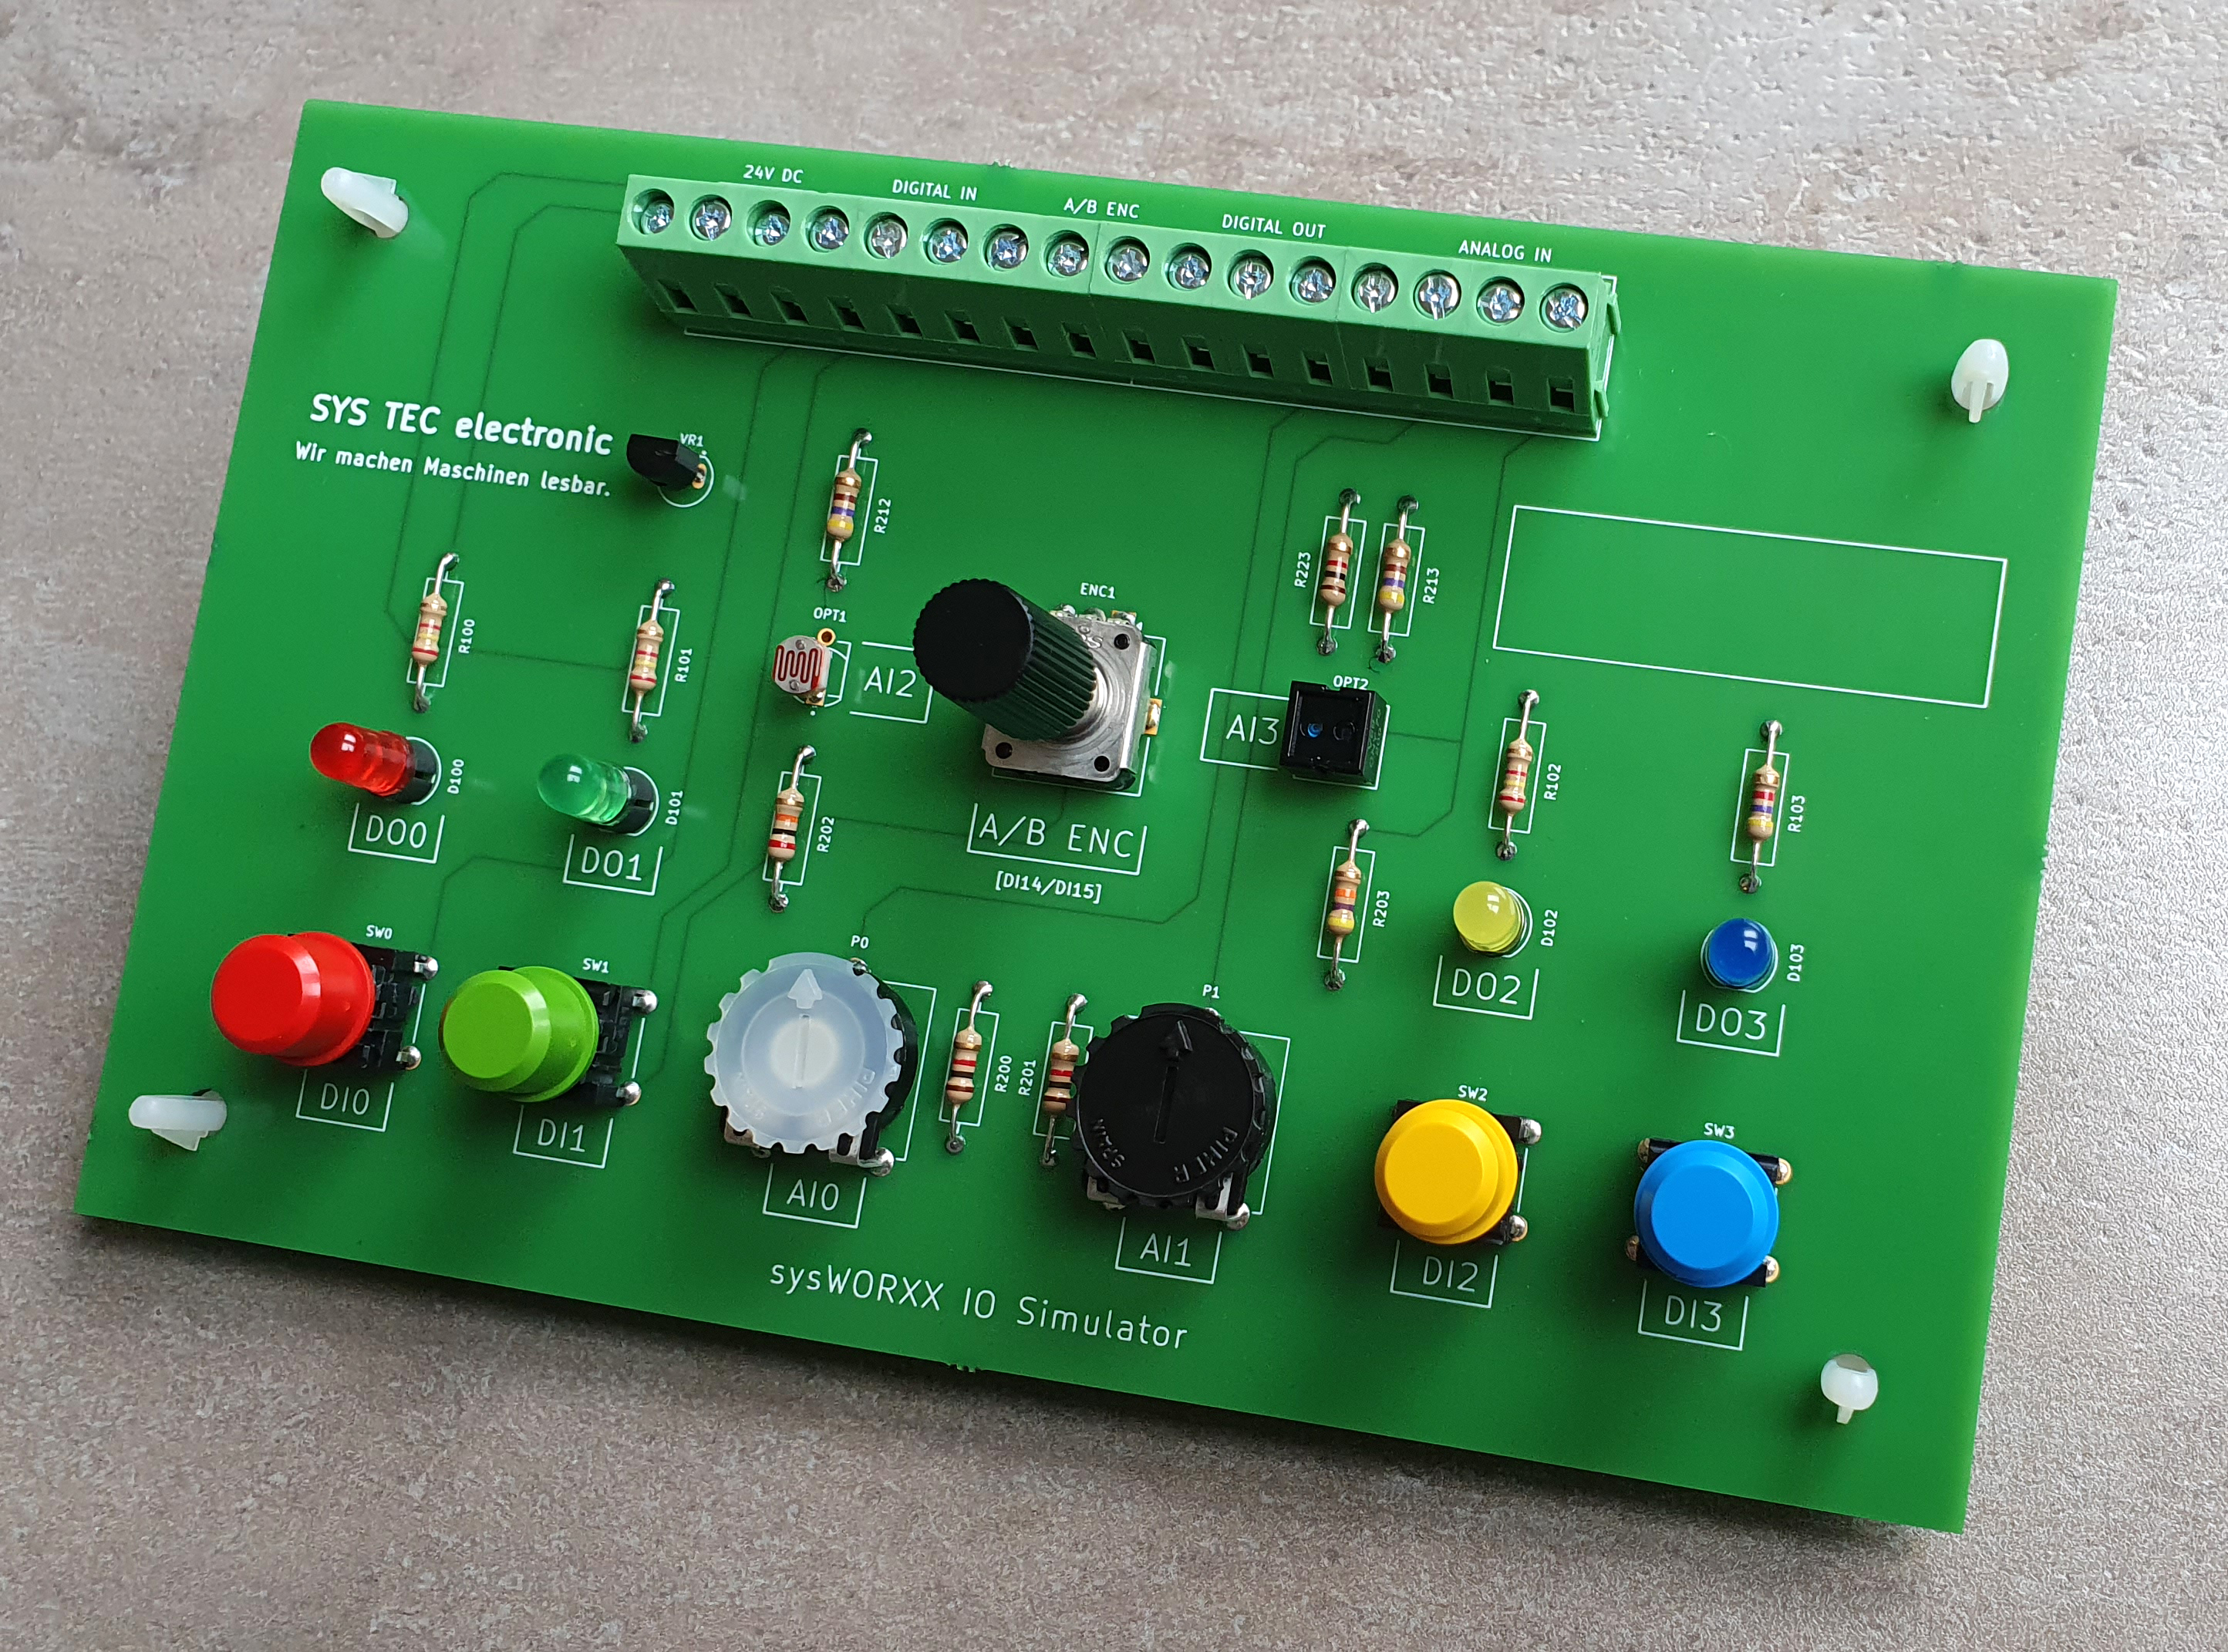 24V DC
DIGITAL IN
A/B ENC
DIGITAL OUT
ANALOG IN
SYS TEC electronic
Wir machen Maschinen lesbar.
VR1
R212
R223
R213
R100
R101
OPT1
AI2
ENC1
OPT2
AI3
R102
R103
D100
D101
DO0
DO1
R202
A/B ENC
[DI14/DI15]
R203
D102
D103
DO2
DO3
SW0
SW1
P0
P1
R200
R201
PIHER
PIHER
DI0
DI1
AI0
AI1
SW2
SW3
DI2
DI3
sysWORXX IO Simulator